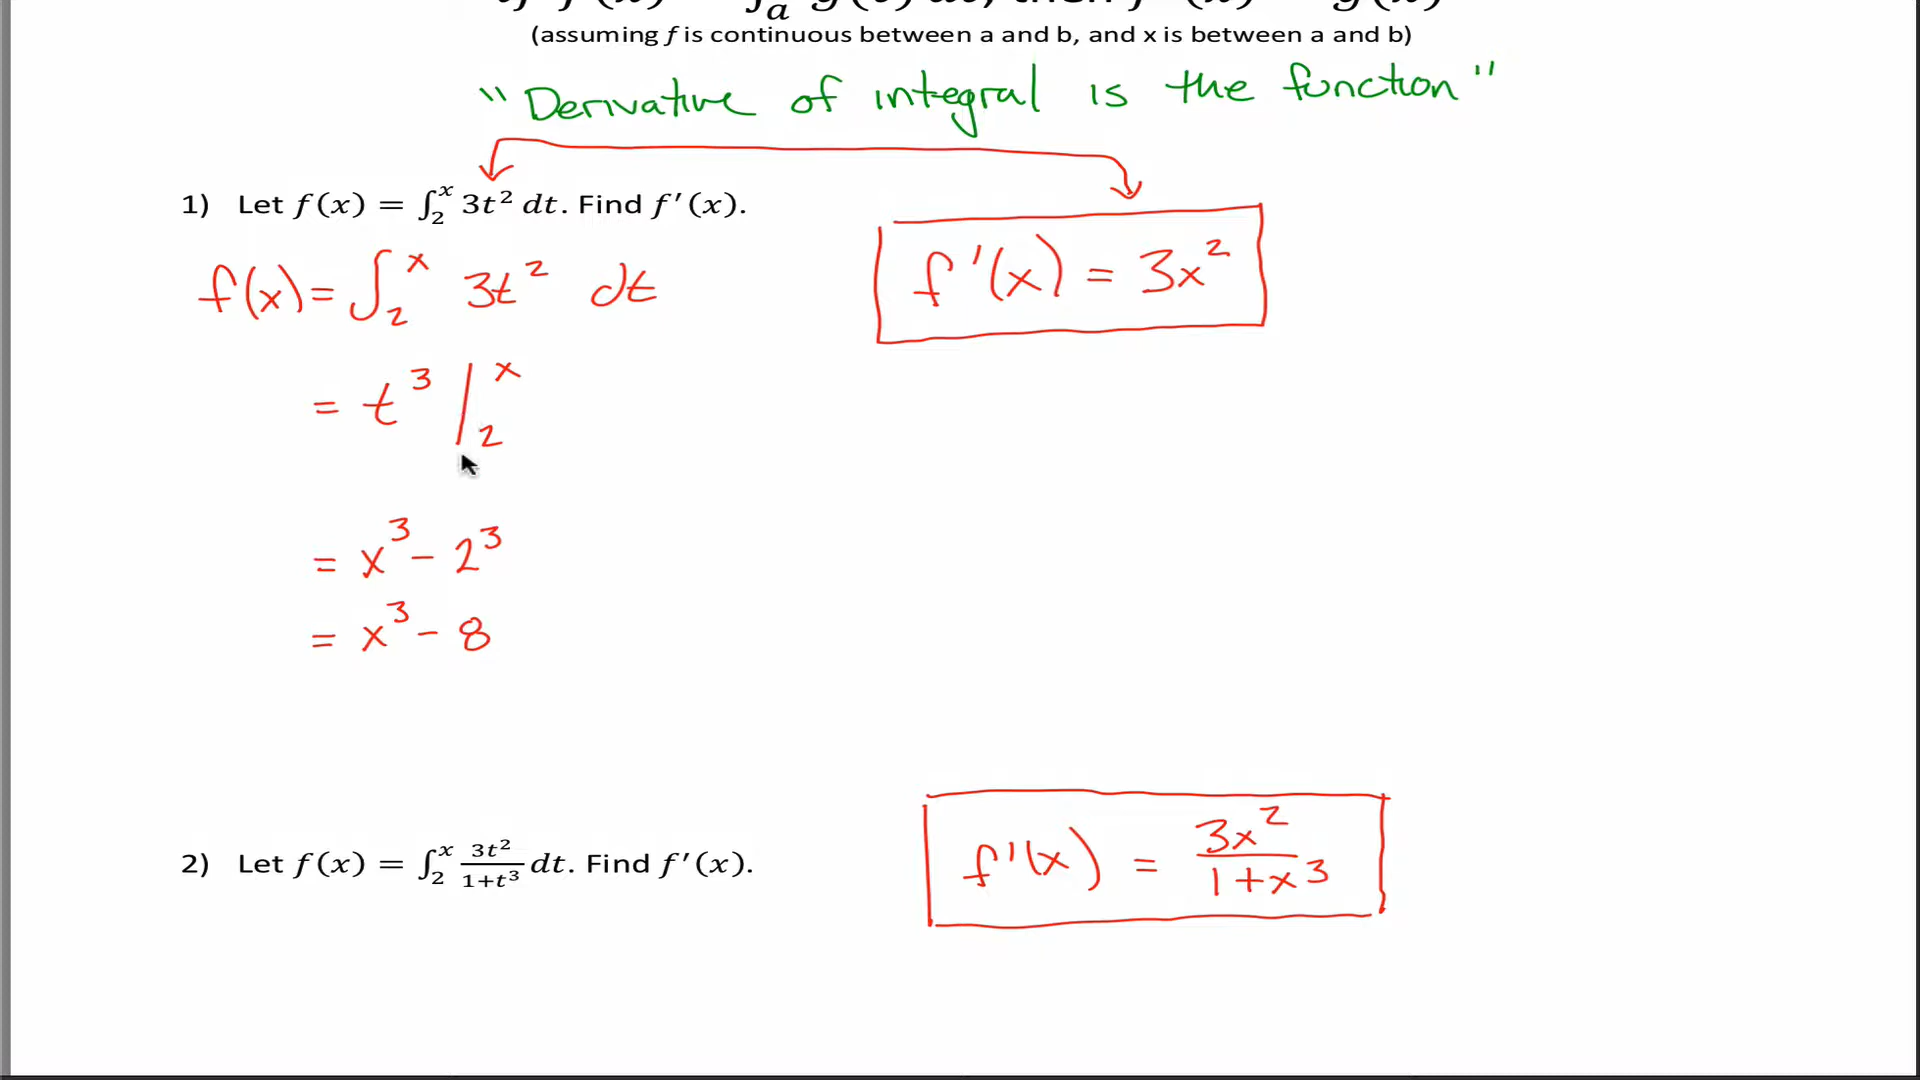 (assuming f is continuous between a and b, and x is between a and b)
"Derivative of integral is the function"
1) Let f(x) = ∫₂ˣ 3t² dt. Find f′(x).
f(x) = ∫₂ˣ 3t² dt
f'(x) = 3x²
= t³ |₂ˣ
= x³ - 2³
= x³ - 8
2) Let f(x) = ∫₂ˣ 3t²/1+t³ dt. Find f′(x).
f'(x) = 3x²/1+x³